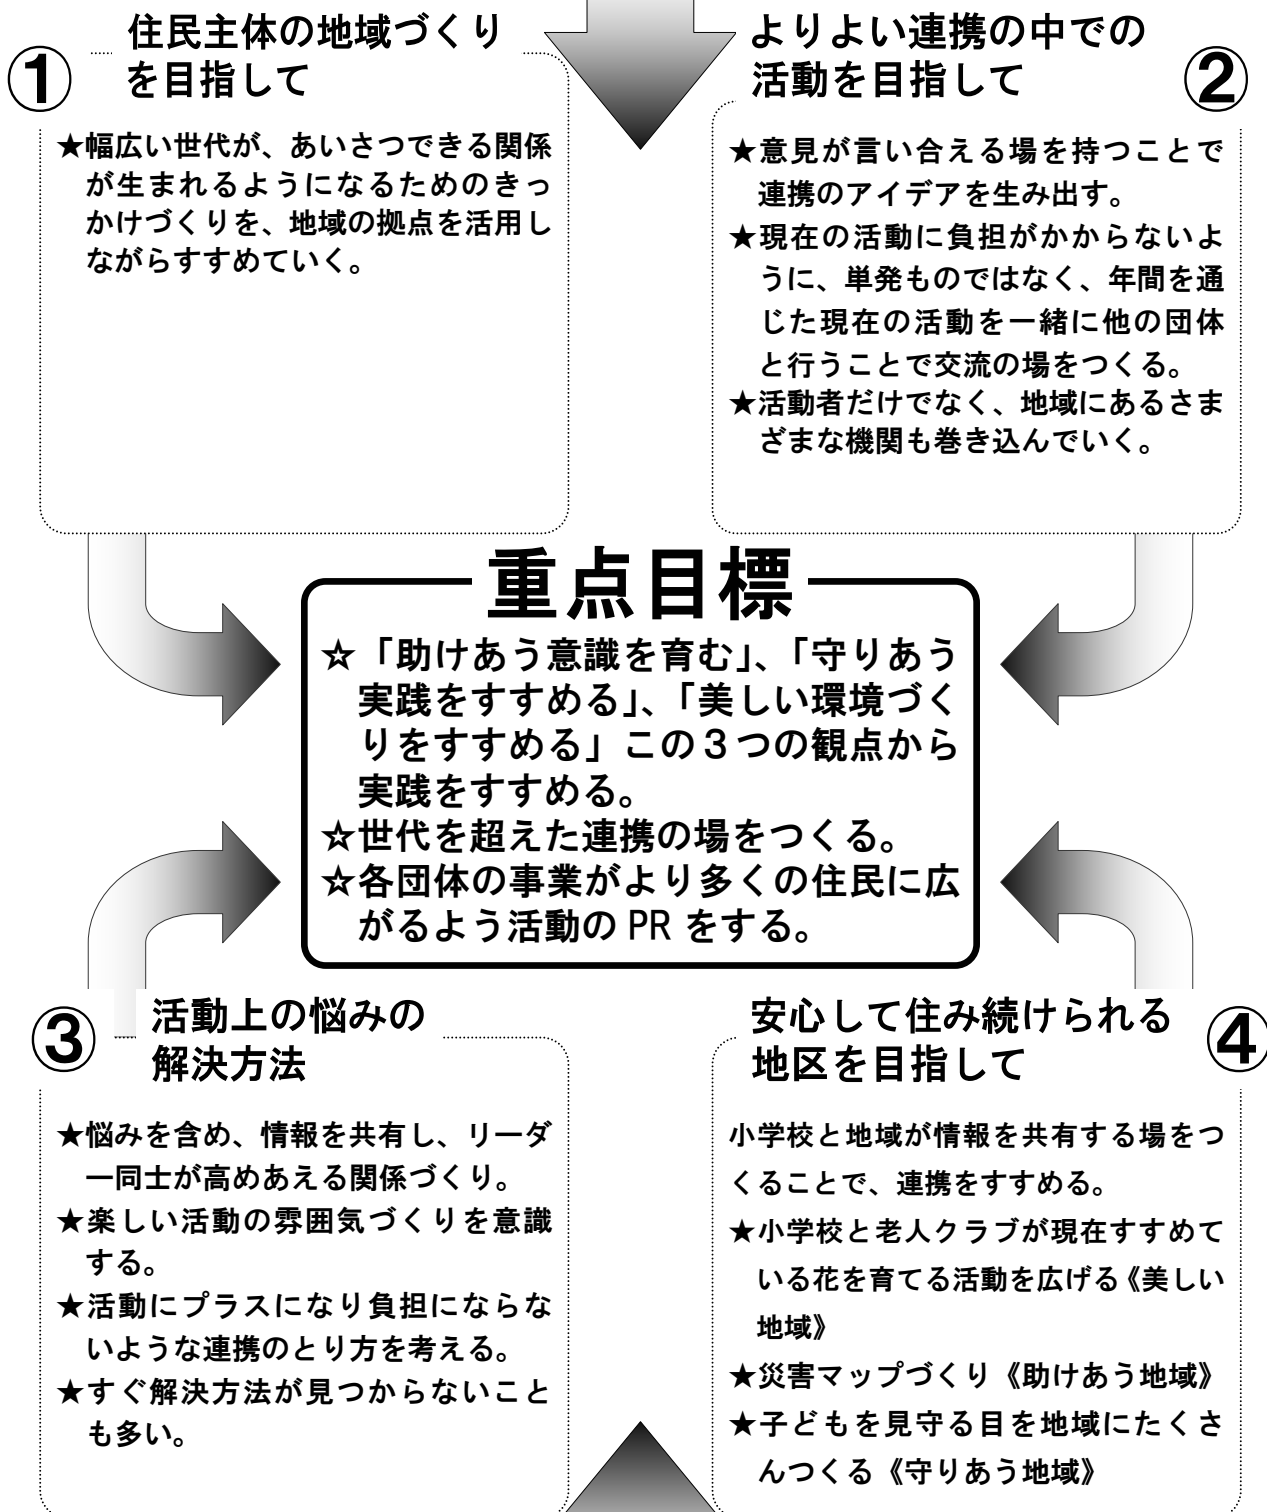 ①
住民主体の地域づくり
を目指して
★幅広い世代が、あいさつできる関係
が生まれるようになるためのきっ
かけづくりを、地域の拠点を活用し
ながらすすめていく。
よりよい連携の中での
活動を目指して
②
★意見が言い合える場を持つことで
連携のアイデアを生み出す。
★現在の活動に負担がかからないよ
うに、単発ものではなく、年間を通
じた現在の活動を一緒に他の団体
と行うことで交流の場をつくる。
★活動者だけでなく、地域にあるさま
ざまな機関も巻き込んでいく。
重点目標
☆「助けあう意識を育む」、「守りあう
実践をすすめる」、「美しい環境づく
りをすすめる」この３つの観点から
実践をすすめる。
☆世代を超えた連携の場をつくる。
☆各団体の事業がより多くの住民に広
がるよう活動の PR をする。
③
活動上の悩みの
解決方法
★悩みを含め、情報を共有し、リーダ
ー同士が高めあえる関係づくり。
★楽しい活動の雰囲気づくりを意識
する。
★活動にプラスになり負担にならな
いような連携のとり方を考える。
★すぐ解決方法が見つからないこと
も多い。
安心して住み続けられる
地区を目指して
④
小学校と地域が情報を共有する場をつ
くることで、連携をすすめる。
★小学校と老人クラブが現在すすめて
いる花を育てる活動を広げる《美しい
地域》
★災害マップづくり《助けあう地域》
★子どもを見守る目を地域にたくさ
んつくる《守りあう地域》